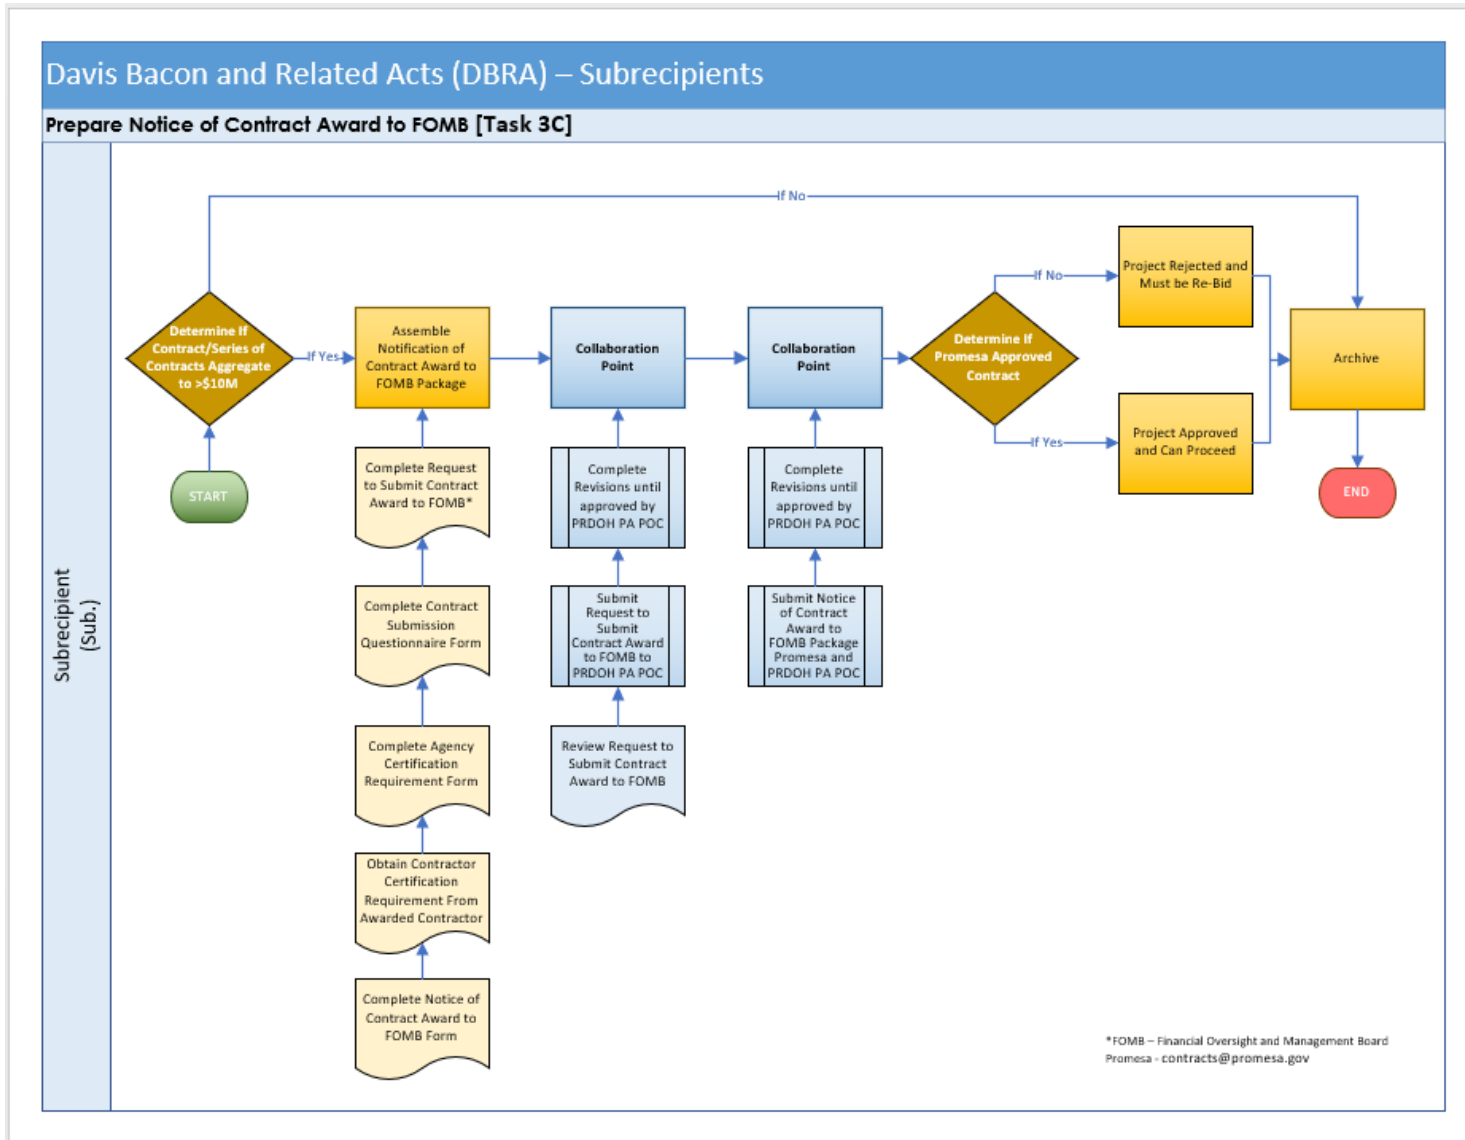 Davis Bacon and Related Acts (DBRA) – Subrecipients
Prepare Notice of Contract Award to FOMB [Task 3C]
Subrecipient
(Sub.)
START
Determine If
Contract/Series of
Contracts Aggregate
to >$10M
If No
If Yes
Assemble
Notification of
Contract Award to
FOMB Package
Complete Request
to Submit Contract
Award to FOMB*
Complete Contract
Submission
Questionnaire Form
Complete Agency
Certification
Requirement Form
Obtain Contractor
Certification
Requirement From
Awarded Contractor
Complete Notice of
Contract Award to
FOMB Form
Collaboration
Point
Complete
Revisions until
approved by
PRDOH PA POC
Submit
Request to
Submit
Contract Award
to FOMB to
PRDOH PA POC
Review Request to
Submit Contract
Award to FOMB
Collaboration
Point
Complete
Revisions until
approved by
PRDOH PA POC
Submit Notice
of Contract
Award to
FOMB Package
Promesa and
PRDOH PA POC
Determine If
Promesa Approved
Contract
If No
Project Rejected and
Must be Re-Bid
If Yes
Project Approved
and Can Proceed
Archive
END
*FOMB – Financial Oversight and Management Board
Promesa - contracts@promesa.gov